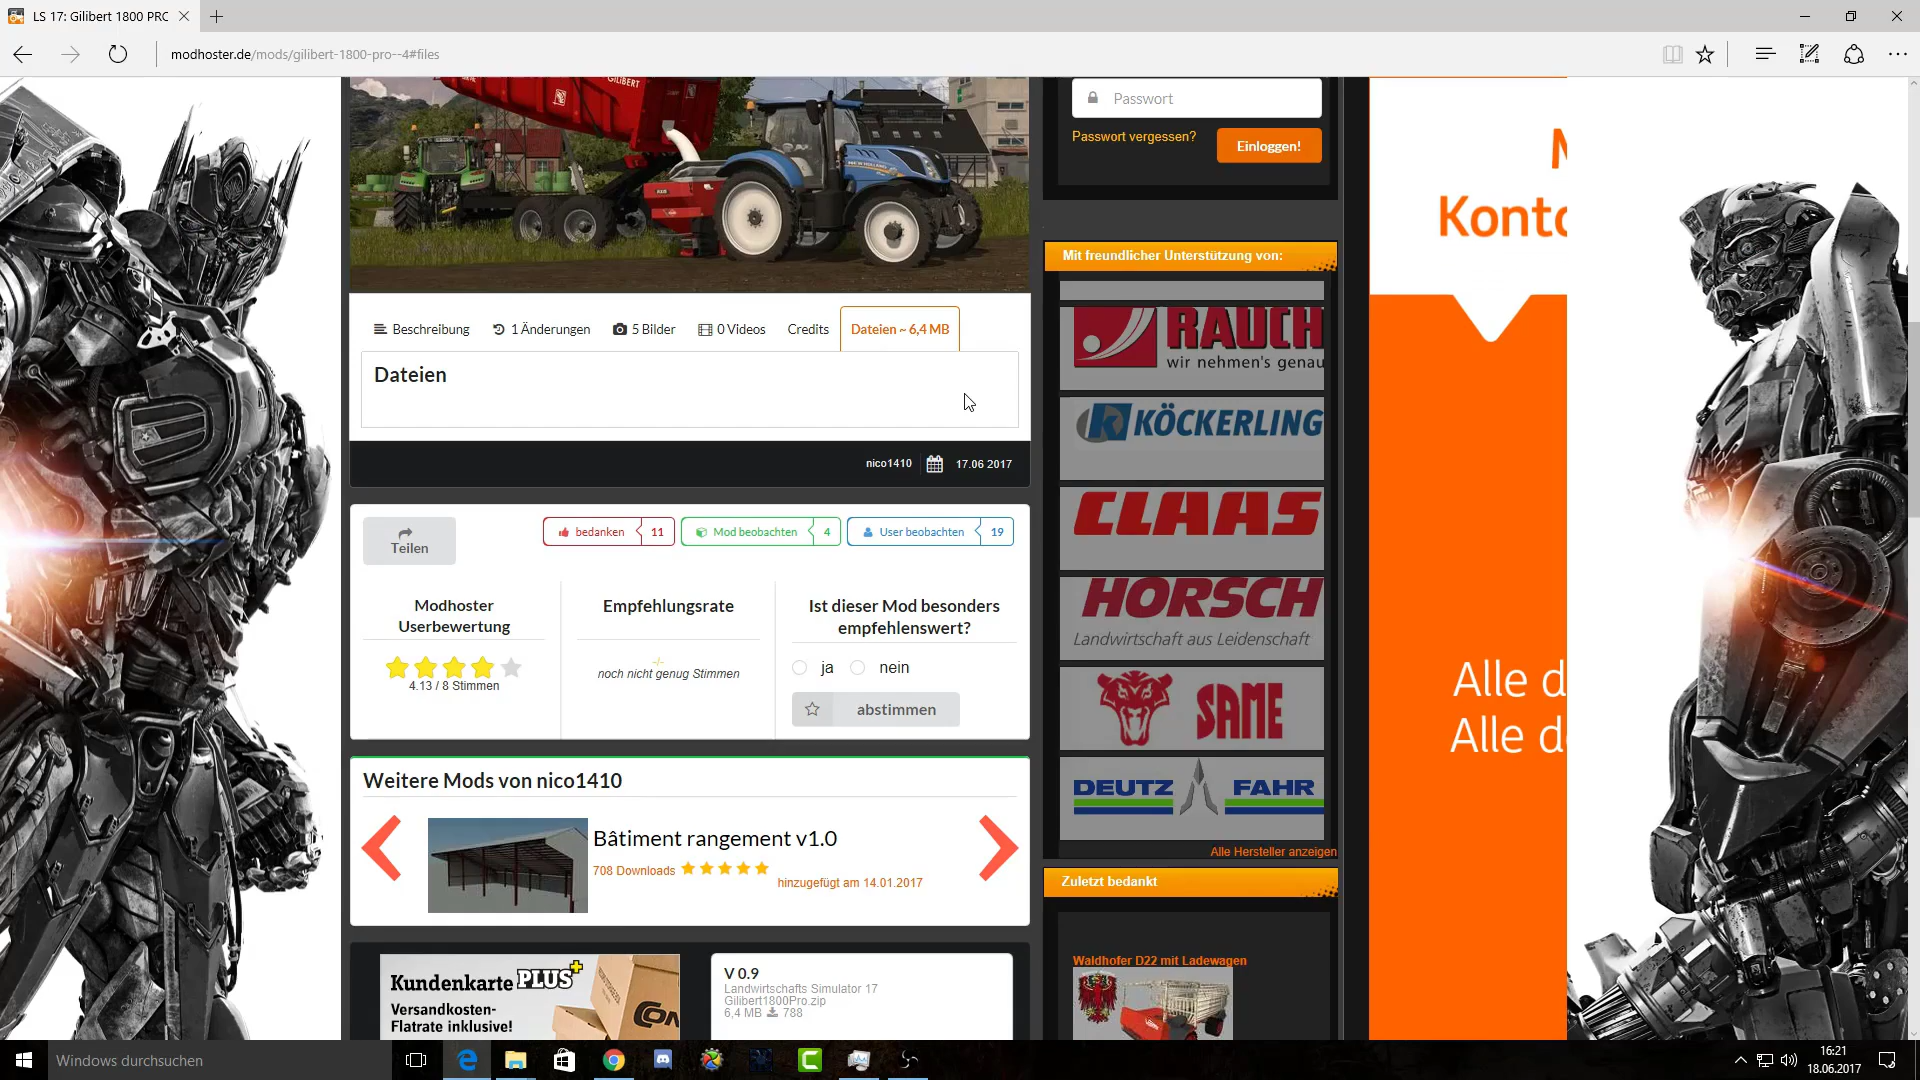 LS 17: Gilibert 1800 PRO
modhoster.de/mods/gilibert-1800-pro--4#files
GILIBERT
Passwort
Passwort vergessen?
Einloggen!
Mit freundlicher Unterstützung von:
RAUCH
wir nehmen's genau
KÖCKERLING
CLAAS
HORSCH
Landwirtschaft aus Leidenschaft
SAME
DEUTZ FAHR
Alle Hersteller anzeigen
Zuletzt bedankt
Waldhofer D22 mit Ladewagen
Beschreibung
1 Änderungen
5 Bilder
0 Videos
Credits
Dateien ~ 6,4 MB
Dateien
nico1410
17.06 2017
Teilen
bedanken 11
Mod beobachten 4
User beobachten 19
Modhoster
Userbewertung
4.13 / 8 Stimmen
Empfehlungsrate
-/-
noch nicht genug Stimmen
Ist dieser Mod besonders
empfehlenswert?
ja
nein
abstimmen
Weitere Mods von nico1410
Bâtiment rangement v1.0
708 Downloads
hinzugefügt am 14.01.2017
Kundenkarte PLUS+
Versandkosten-
Flatrate inklusive!
CON
V 0.9
Landwirtschafts Simulator 17
Gilibert1800Pro.zip
6,4 MB 788
Konto
Alle d
Alle d
Windows durchsuchen
16:21
18.06.2017